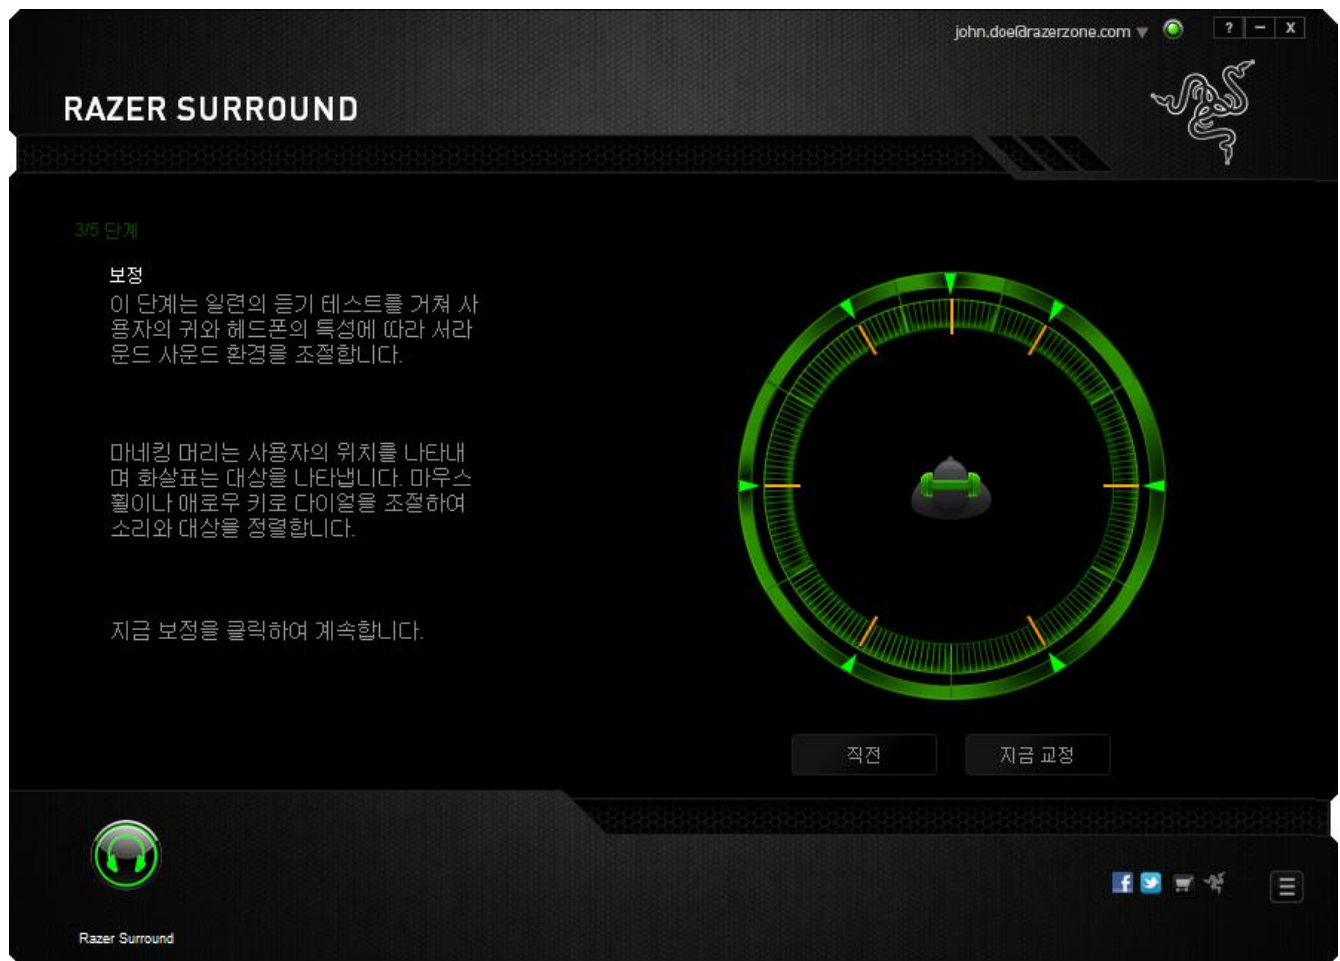 john.doe@razerzone.com
? – X
RAZER SURROUND
3/5 단계
보정
이 단계는 일련의 듣기 테스트를 거쳐 사
용자의 귀와 헤드폰의 특성에 따라 서라
운드 사운드 환경을 조절합니다.
마네킹 머리는 사용자의 위치를 나타내
며 화살표는 대상을 나타냅니다. 마우스
휠이나 애로우 키로 다이얼을 조절하여
소리와 대상을 정렬합니다.
지금 보정을 클릭하여 계속합니다.
직전
지금 교정
Razer Surround